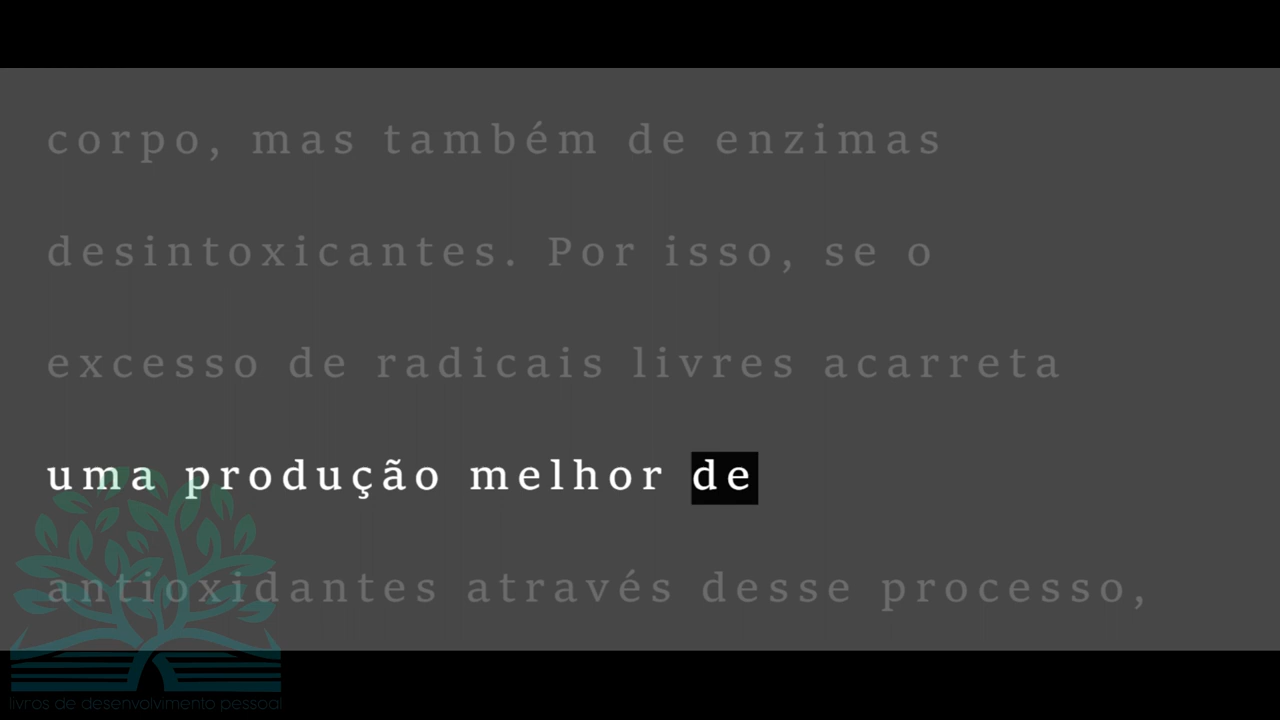 corpo, mas também de enzimas
desintoxicantes. Por isso, se o
excesso de radicais livres acarreta
uma produção melhor de
antioxidantes através desse processo,
livros de desenvolvimento pessoal